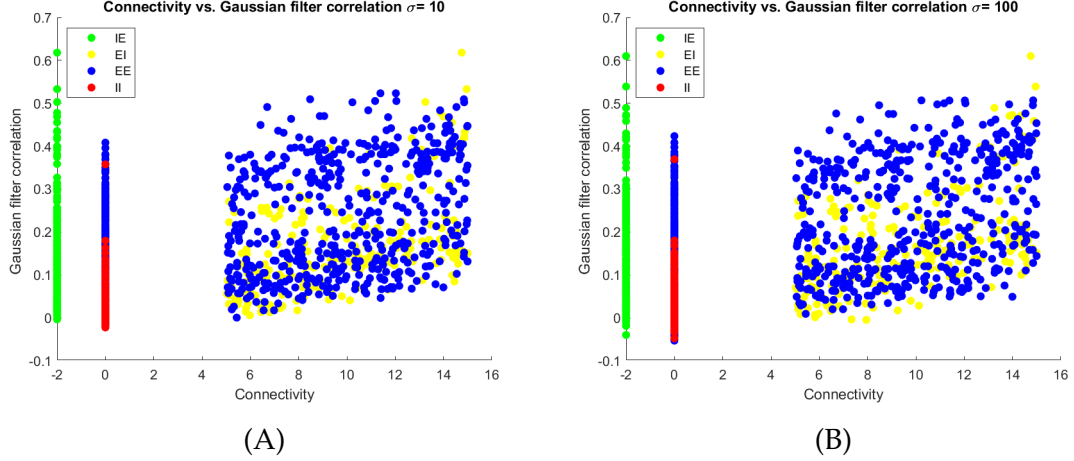 Connectivity vs. Gaussian filter correlation σ= 10
Gaussian filter correlation
0.7
0.6
0.5
0.4
0.3
0.2
0.1
0
-0.1
IE
EI
EE
II
-2 0 2 4 6 8 10 12 14 16
Connectivity
(A)
Connectivity vs. Gaussian filter correlation σ= 100
Gaussian filter correlation
0.7
0.6
0.5
0.4
0.3
0.2
0.1
0
-0.1
IE
EI
EE
II
-2 0 2 4 6 8 10 12 14 16
Connectivity
(B)